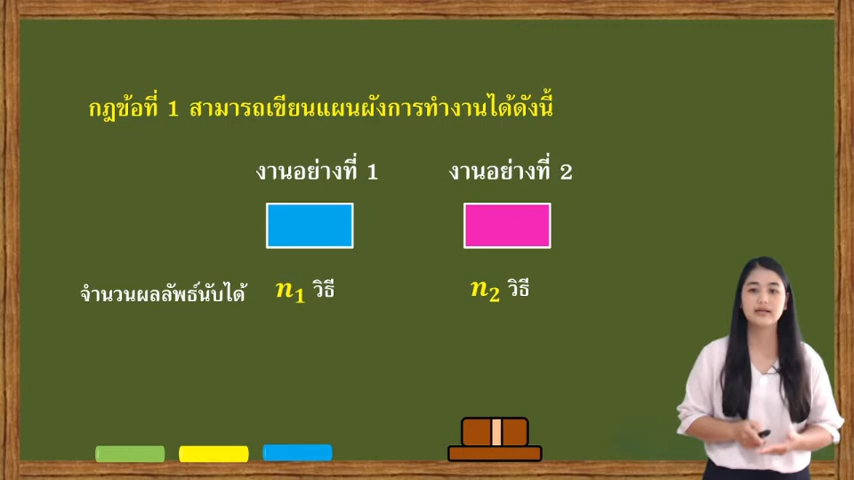 กฎข้อที่ 1 สามารถเขียนแผนผังการทำงานได้ดังนี้
งานอย่างที่ 1 งานอย่างที่ 2
จำนวนผลลัพธ์นับได้ n₁ วิธี n₂ วิธี